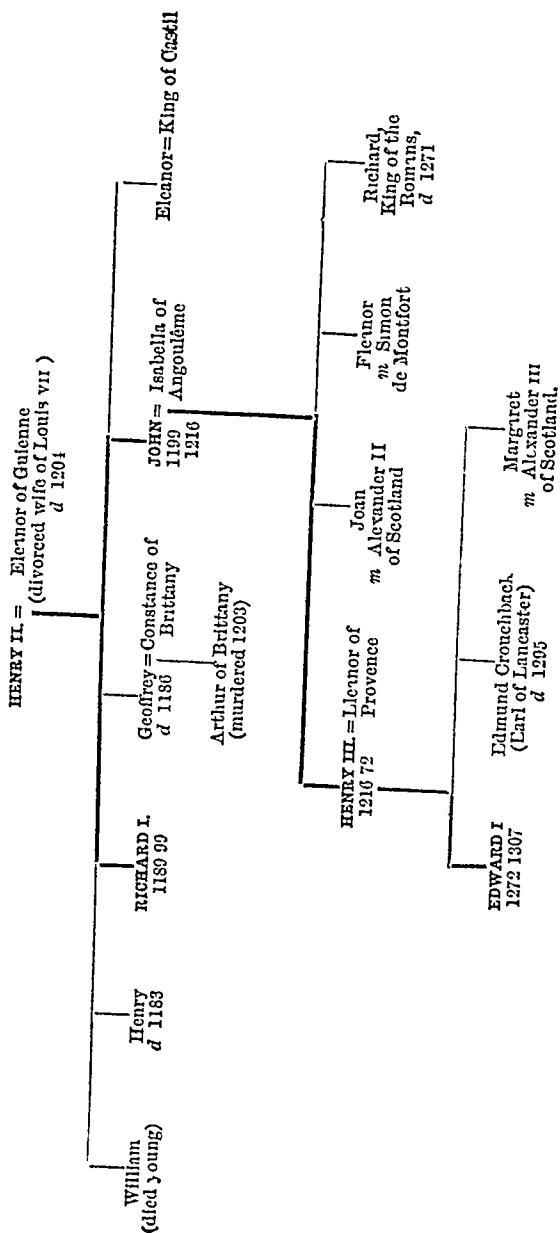 HENRY II. = Eleanor of Guienne
(divorced wife of Louis VII)
d 1204
William
(died young)
Henry
d 1183
RICHARD I.
1189 99
Geoffrey = Constance of
d 1186 Brittany
Arthur of Brittany
(murdered 1203)
JOHN = Isabella of
1199 Angoulême
1216
Eleanor = King of Castil
HENRY III. = Eleanor of
1216 72 Provence
Joan
m Alexander II
of Scotland
Eleanor
m Simon
de Montfort
Richard,
King of the
Romans,
d 1271
EDWARD I
1272 1307
Edmund Crouchback
(Earl of Lancaster)
d 1295
Margaret
m Alexander III
of Scotland.